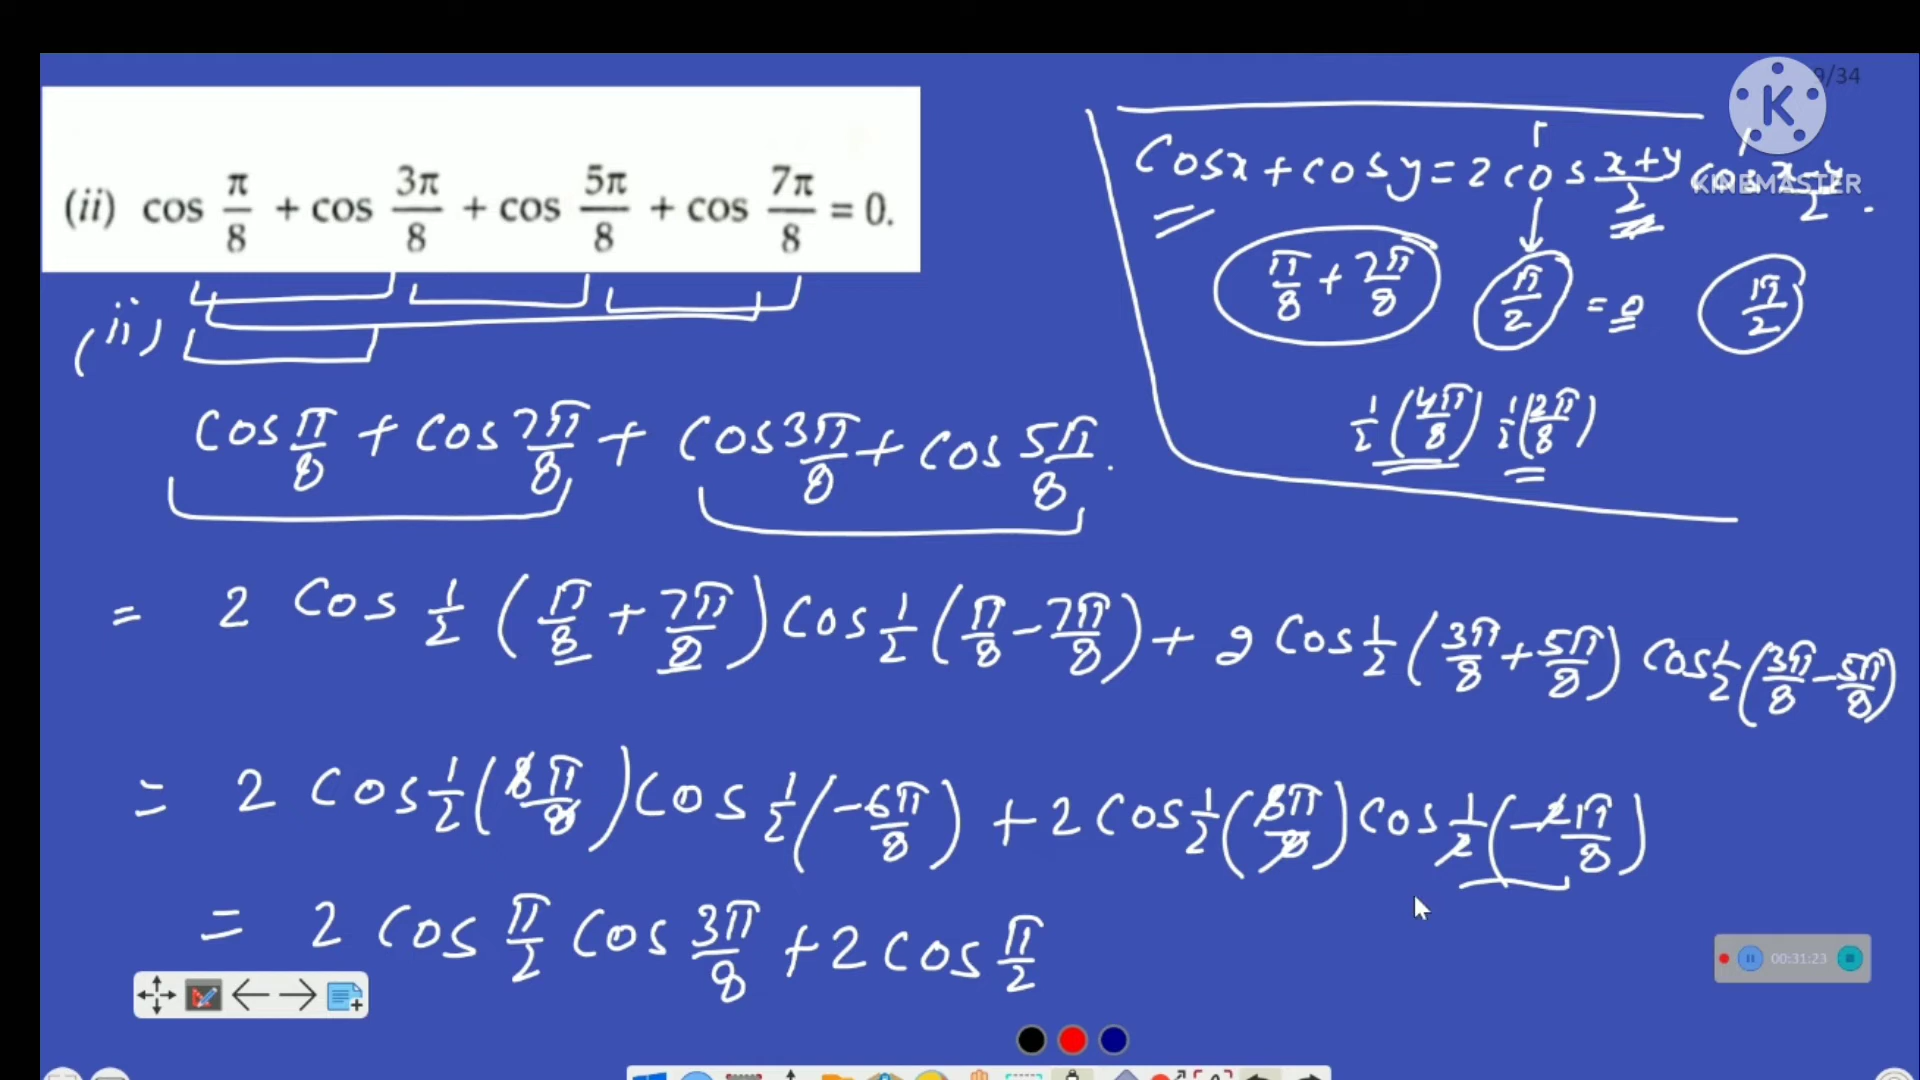 9/34
KINEMASTER
(ii) cos π/8 + cos 3π/8 + cos 5π/8 + cos 7π/8 = 0.
cosx + cosy = 2 cos (x+y)/2 cos (x-y)/2.
π/8 + 7π/8 π/2 = 0 π/2
1/2 (4π/8) 1/2 (2π/8)
(ii)
cos π/8 + cos 7π/8 + cos 3π/8 + cos 5π/8.
= 2 cos 1/2 (π/8 + 7π/8) cos 1/2 (π/8 - 7π/8) + 2 cos 1/2 (3π/8 + 5π/8) cos 1/2 (3π/8 - 5π/8)
= 2 cos 1/2 (8π/8) cos 1/2 (-6π/8) + 2 cos 1/2 (8π/8) cos 1/2 (-2π/8)
= 2 cos π/2 cos 3π/8 + 2 cos π/2
00:31:23